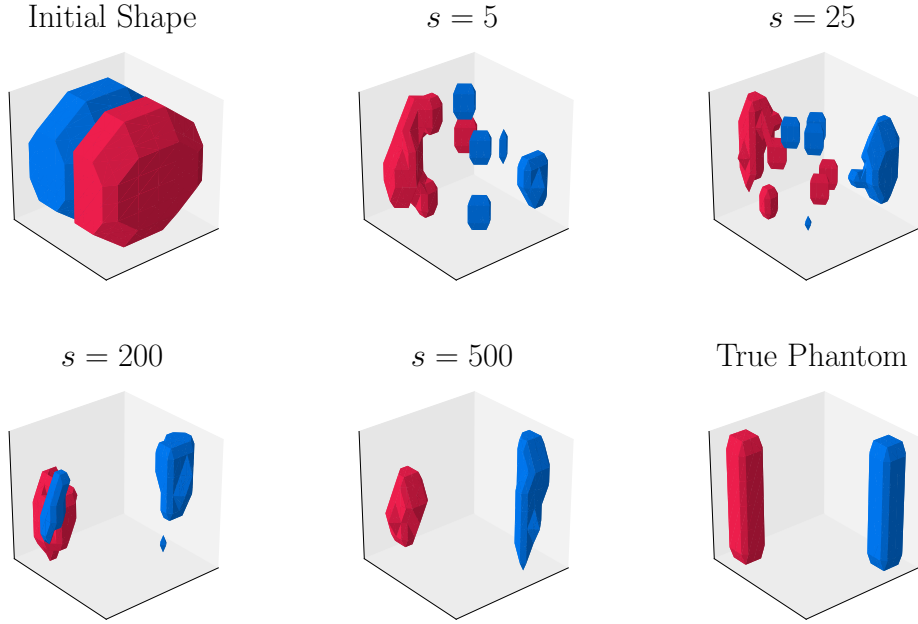 Initial Shape
s = 5
s = 25
s = 200
s = 500
True Phantom